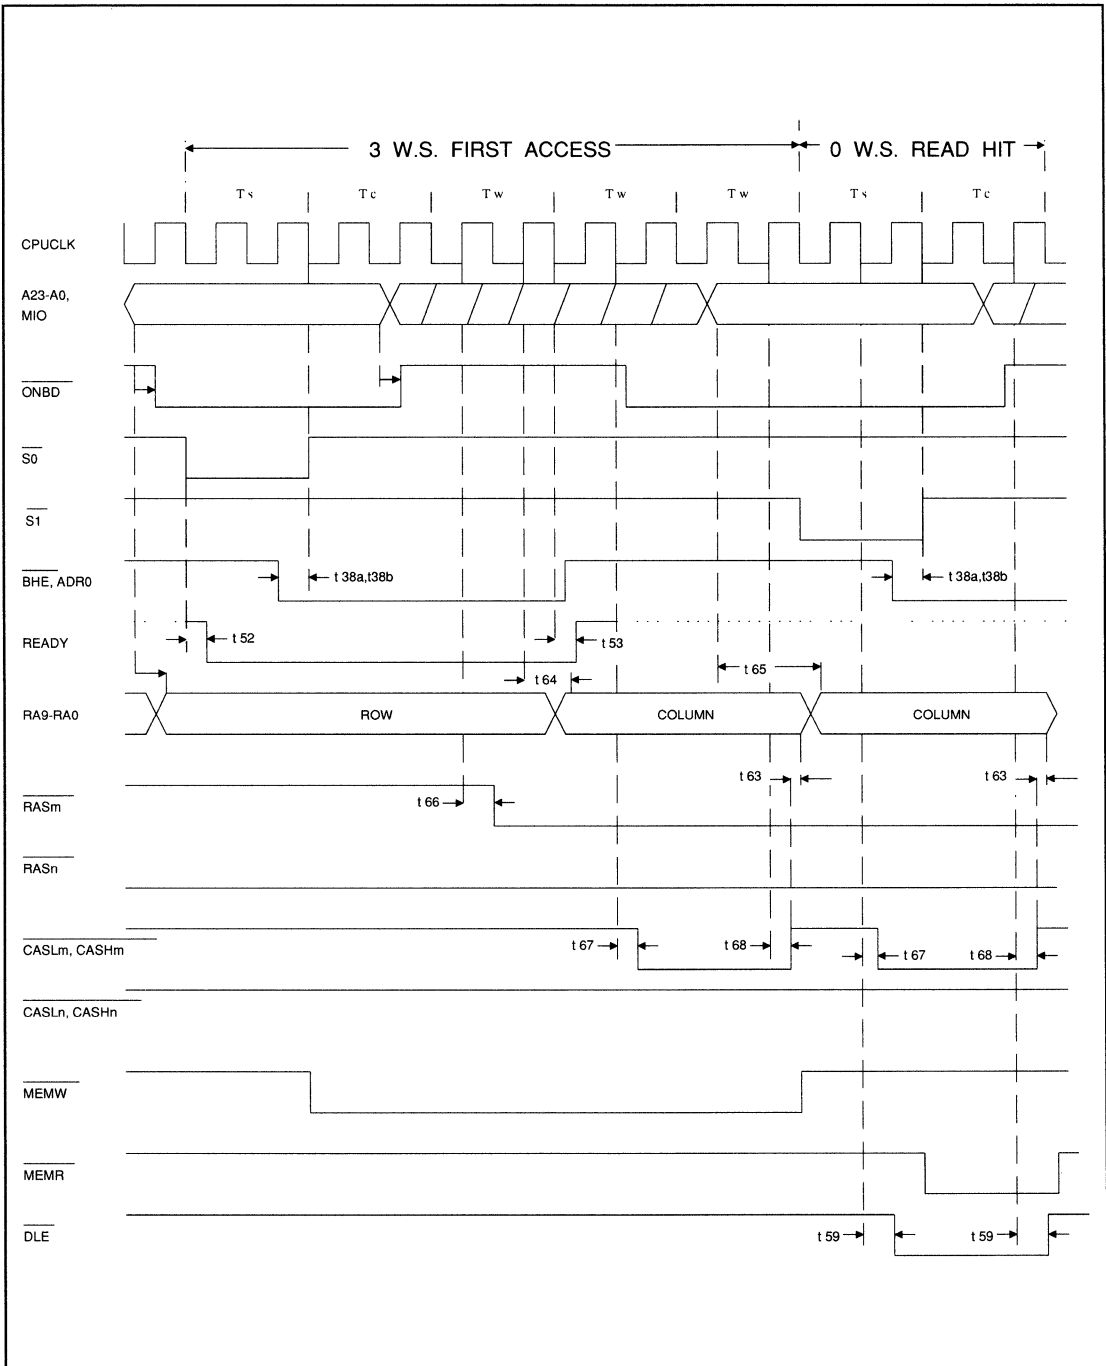 3 W.S. FIRST ACCESS 0 W.S. READ HIT
Ts Tc Tw Tw Tw Ts Tc
CPUCLK
A23-A0,
MIO
ONBD
S0
S1
BHE, ADR0 t 38a,t38b t38a,t38b
READY t 52 t 53
t 64 t 65
RA9-RA0 ROW COLUMN COLUMN
t 63 t 63
RASm t 66
RASn
CASLm, CASHm t 67 t 68 t 67 t 68
CASLn, CASHn
MEMW
MEMR
DLE t 59 t 59